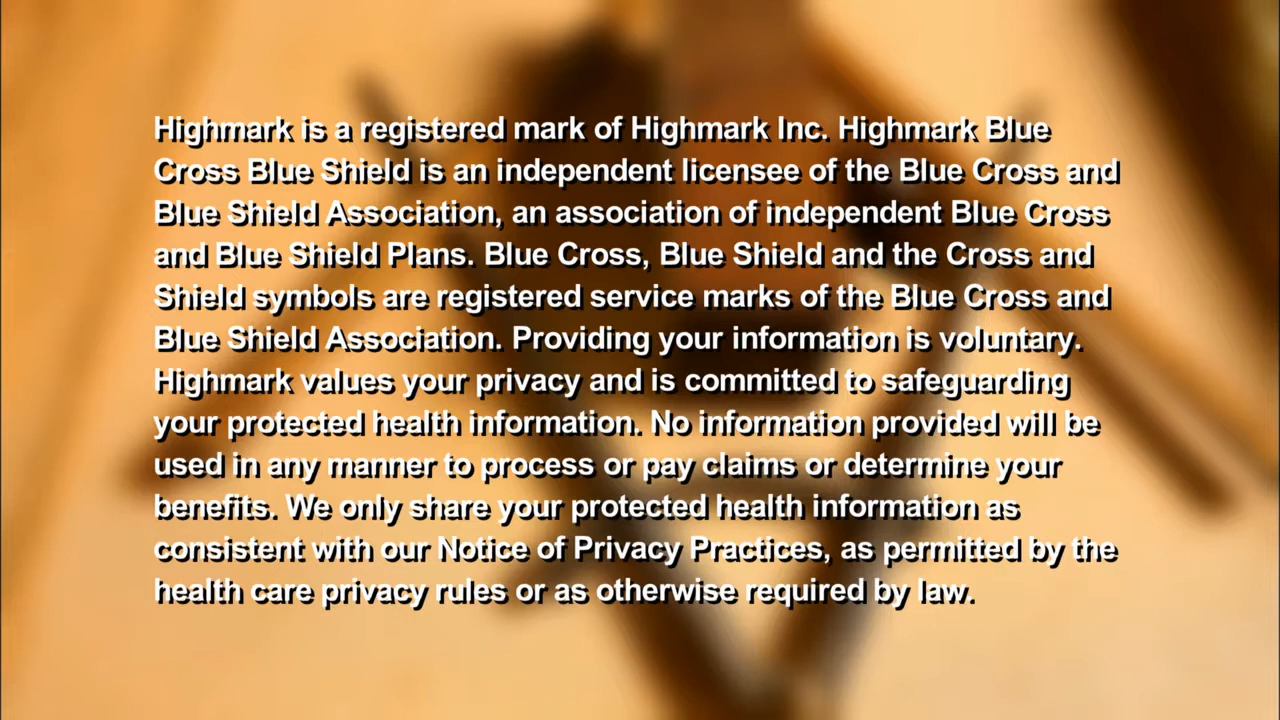 Highmark is a registered mark of Highmark Inc. Highmark Blue
Cross Blue Shield is an independent licensee of the Blue Cross and
Blue Shield Association, an association of independent Blue Cross
and Blue Shield Plans. Blue Cross, Blue Shield and the Cross and
Shield symbols are registered service marks of the Blue Cross and
Blue Shield Association. Providing your information is voluntary.
Highmark values your privacy and is committed to safeguarding
your protected health information. No information provided will be
used in any manner to process or pay claims or determine your
benefits. We only share your protected health information as
consistent with our Notice of Privacy Practices, as permitted by the
health care privacy rules or as otherwise required by law.